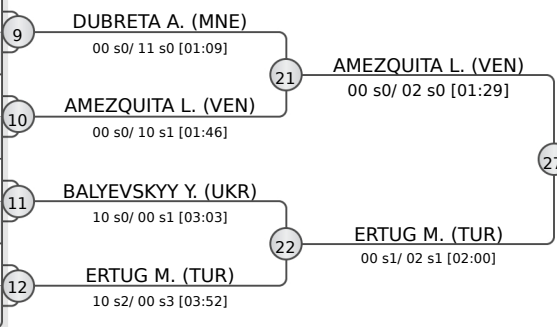 9
DUBRETA A. (MNE)
00 s0/ 11 s0 [01:09]
21
AMEZQUITA L. (VEN)
00 s0/ 02 s0 [01:29]
10
AMEZQUITA L. (VEN)
00 s0/ 10 s1 [01:46]
27
11
BALYEVSKYY Y. (UKR)
10 s0/ 00 s1 [03:03]
22
ERTUG M. (TUR)
00 s1/ 02 s1 [02:00]
12
ERTUG M. (TUR)
10 s2/ 00 s3 [03:52]